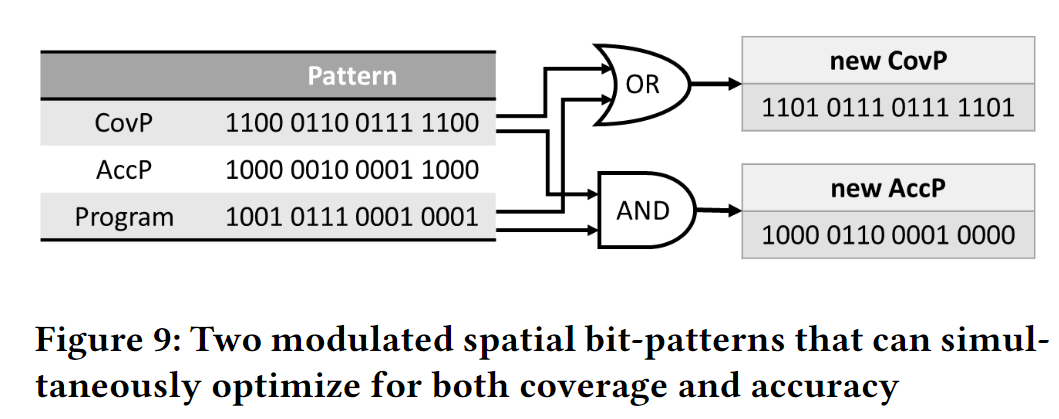 Pattern
CovP 1100 0110 0111 1100
AccP 1000 0010 0001 1000
Program 1001 0111 0001 0001
OR
AND
new CovP
1101 0111 0111 1101
new AccP
1000 0110 0001 0000
Figure 9: Two modulated spatial bit-patterns that can simul-
taneously optimize for both coverage and accuracy